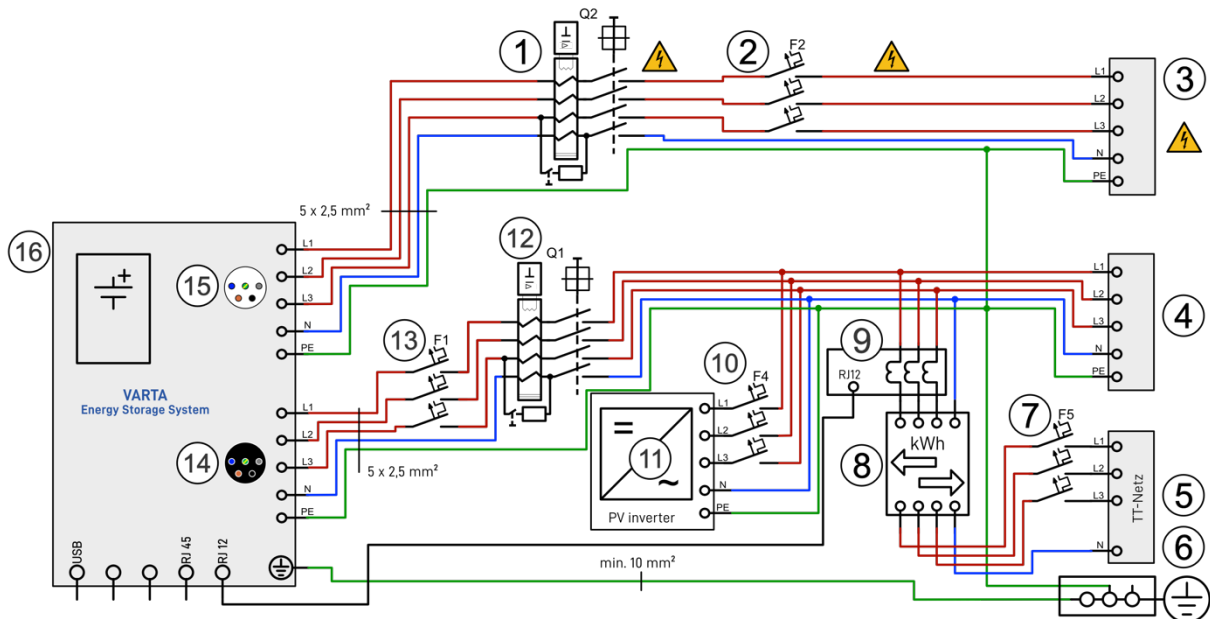 Q2
1
2
F2
L1
3
L2
L3
N
PE
5 x 2,5 mm²
16
12
Q1
15
L1
L2
L3
N
PE
L1
L2
L3
N
PE
4
VARTA
Energy Storage System
13
F1
9
RJ12
10
F4
L1
L2
L3
N
PE
L1
L2
L3
N
PE
14
5 x 2,5 mm²
11
PV inverter
8
kWh
7
F5
L1
L2
L3
N
TT-Netz
5
6
USB
RJ 45
RJ 12
min. 10 mm²